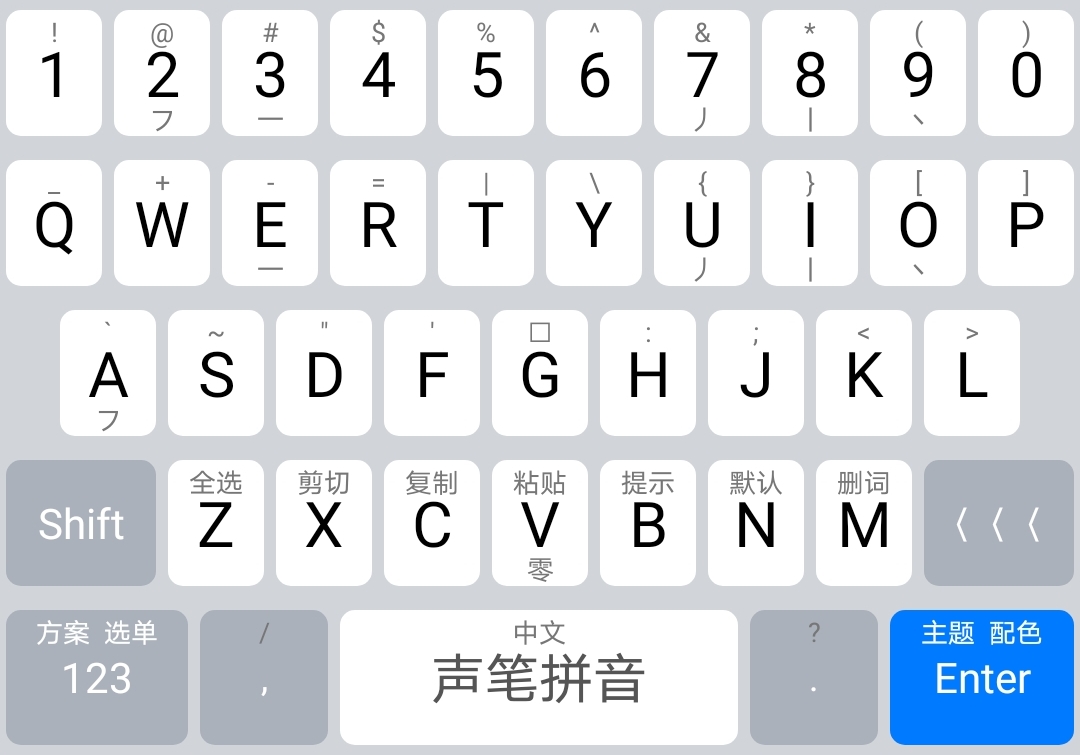 ! @ # $ % ^ & * ( )
1 2 3 4 5 6 7 8 9 0
フ 一 丿 丨 丶
_ + - = | \ { } [ ]
Q W E R T Y U I O P
一 丿 丨 丶
` ~ " ' □ : ; < >
A S D F G H J K L
フ
全选 剪切 复制 粘贴 提示 默认 删词
Shift Z X C V B N M 〈〈〈
零
方案 选单 / 中文 ? 主题 配色
123 , 声笔拼音 . Enter